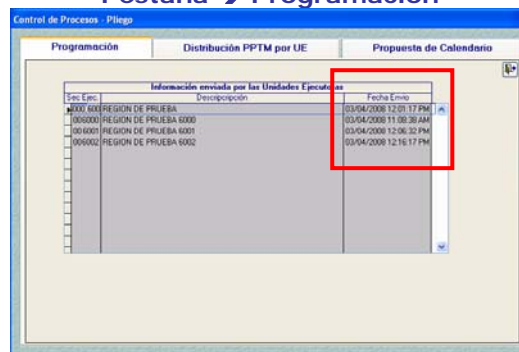 Pestaña → Programación
Control de Procesos - Pliego
Programación Distribución PPTM por UE Propuesta de Calendario
Información enviada por las Unidades Ejecutoras
Sec Ejec. Descripcipción Fecha Envio
REGION DE PRUEBA 03/04/2008 12:01:17 PM
006000 REGION DE PRUEBA 6000 03/04/2008 11:08:38 AM
006001 REGION DE PRUEBA 6001 03/04/2008 12:06:32 PM
006002 REGION DE PRUEBA 6002 03/04/2008 12:16:17 PM